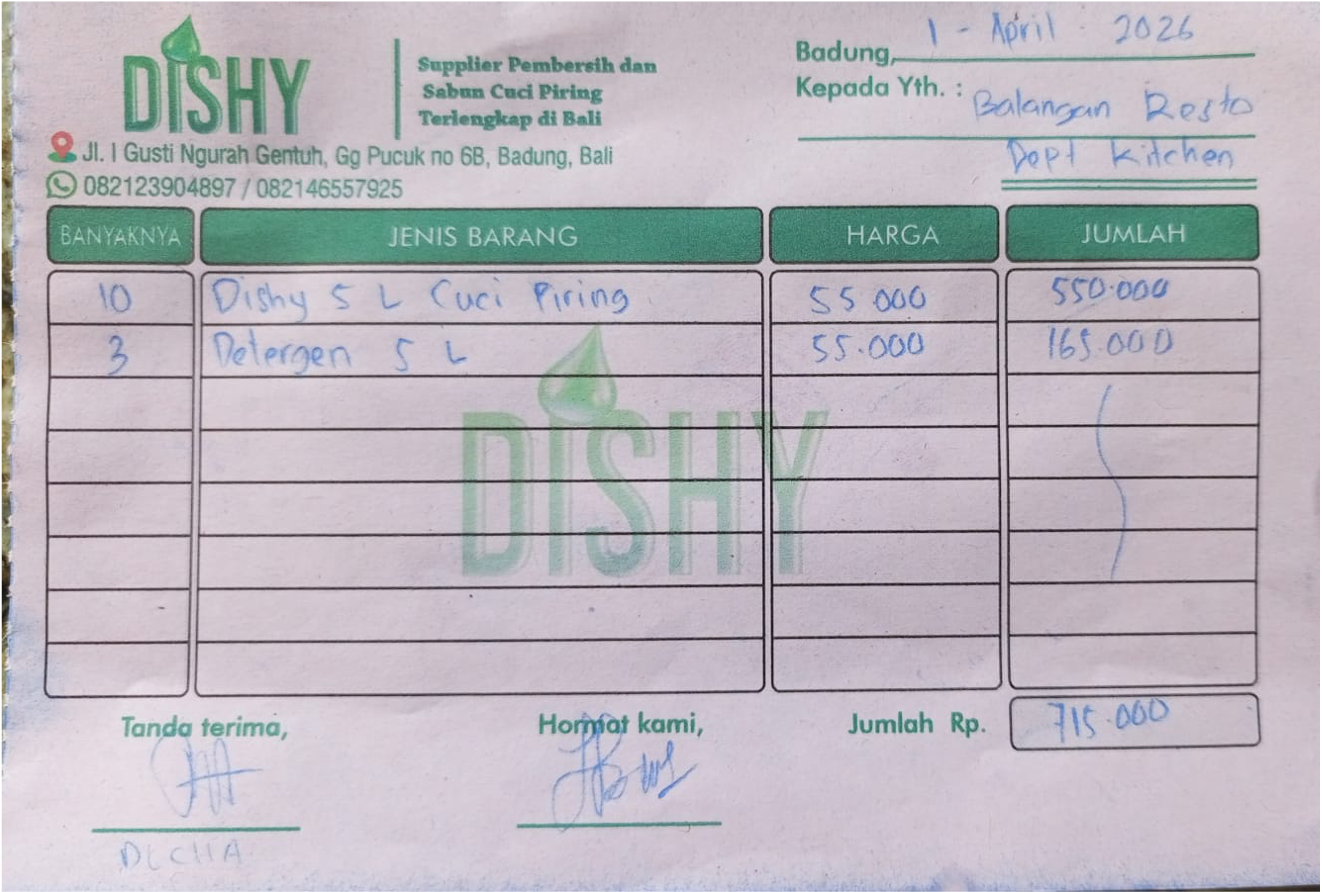 DISHY
Supplier Pembersih dan
Sabun Cuci Piring
Terlengkap di Bali
Jl. I Gusti Ngurah Gentuh, Gg Pucuk no 6B, Badung, Bali
082123904897 / 082146557925
Badung, 1 - April - 2026
Kepada Yth. : Balangan Resto
Dept Kitchen
BANYAKNYA JENIS BARANG HARGA JUMLAH
10 Dishy 5 L Cuci Piring 55 000 550.000
3 Detergen 5 L 55.000 165.000
DISHY
Tanda terima, Hormat kami, Jumlah Rp. 715.000